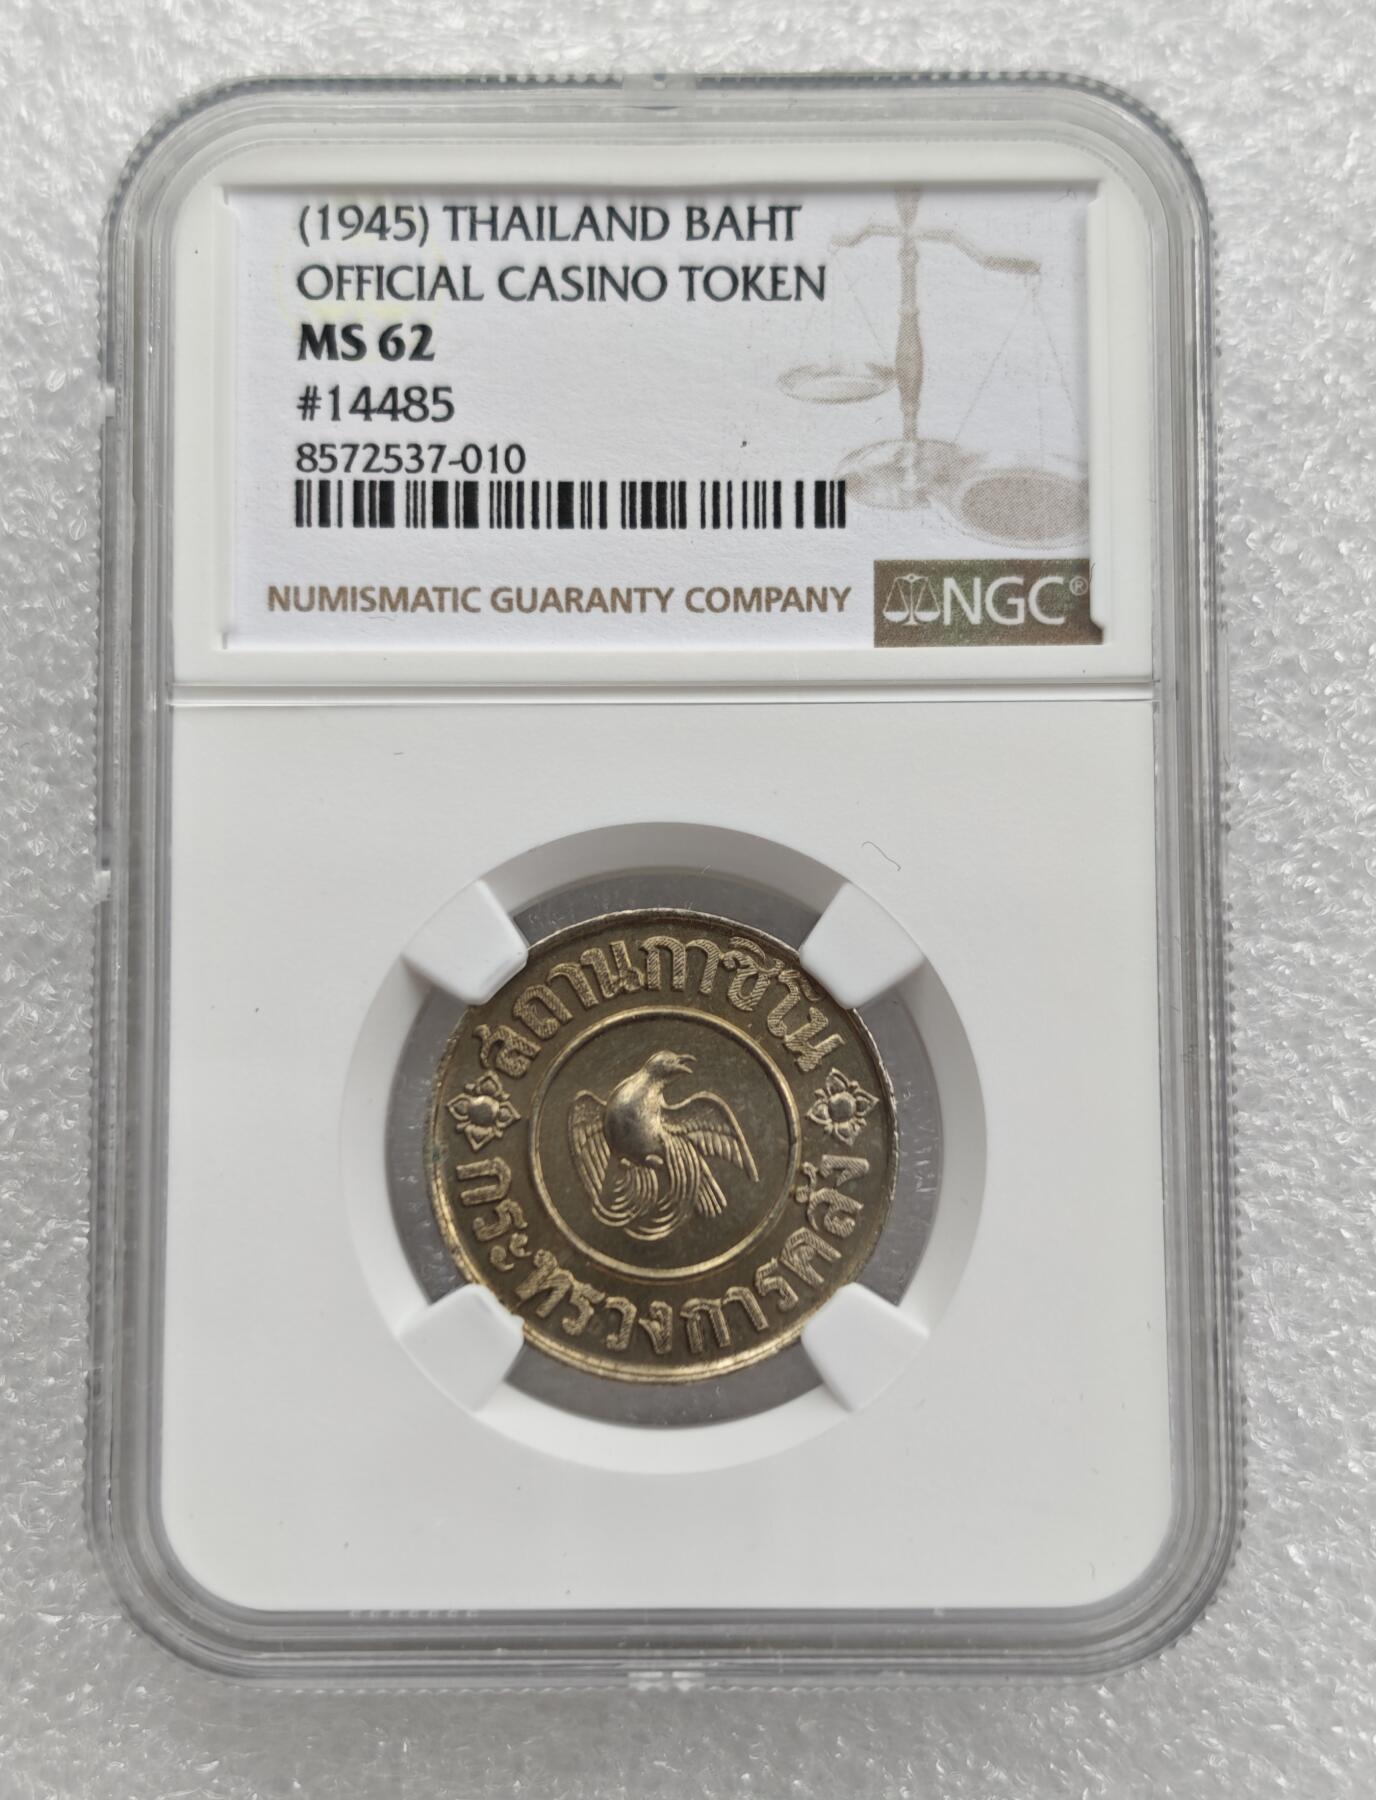 (1945) THAILAND BAHT
OFFICIAL CASINO TOKEN
MS 62
#14485
8572537-010
NUMISMATIC GUARANTY COMPANY
NGC®
สถานกาซิโน
กระทรวงการคลัง